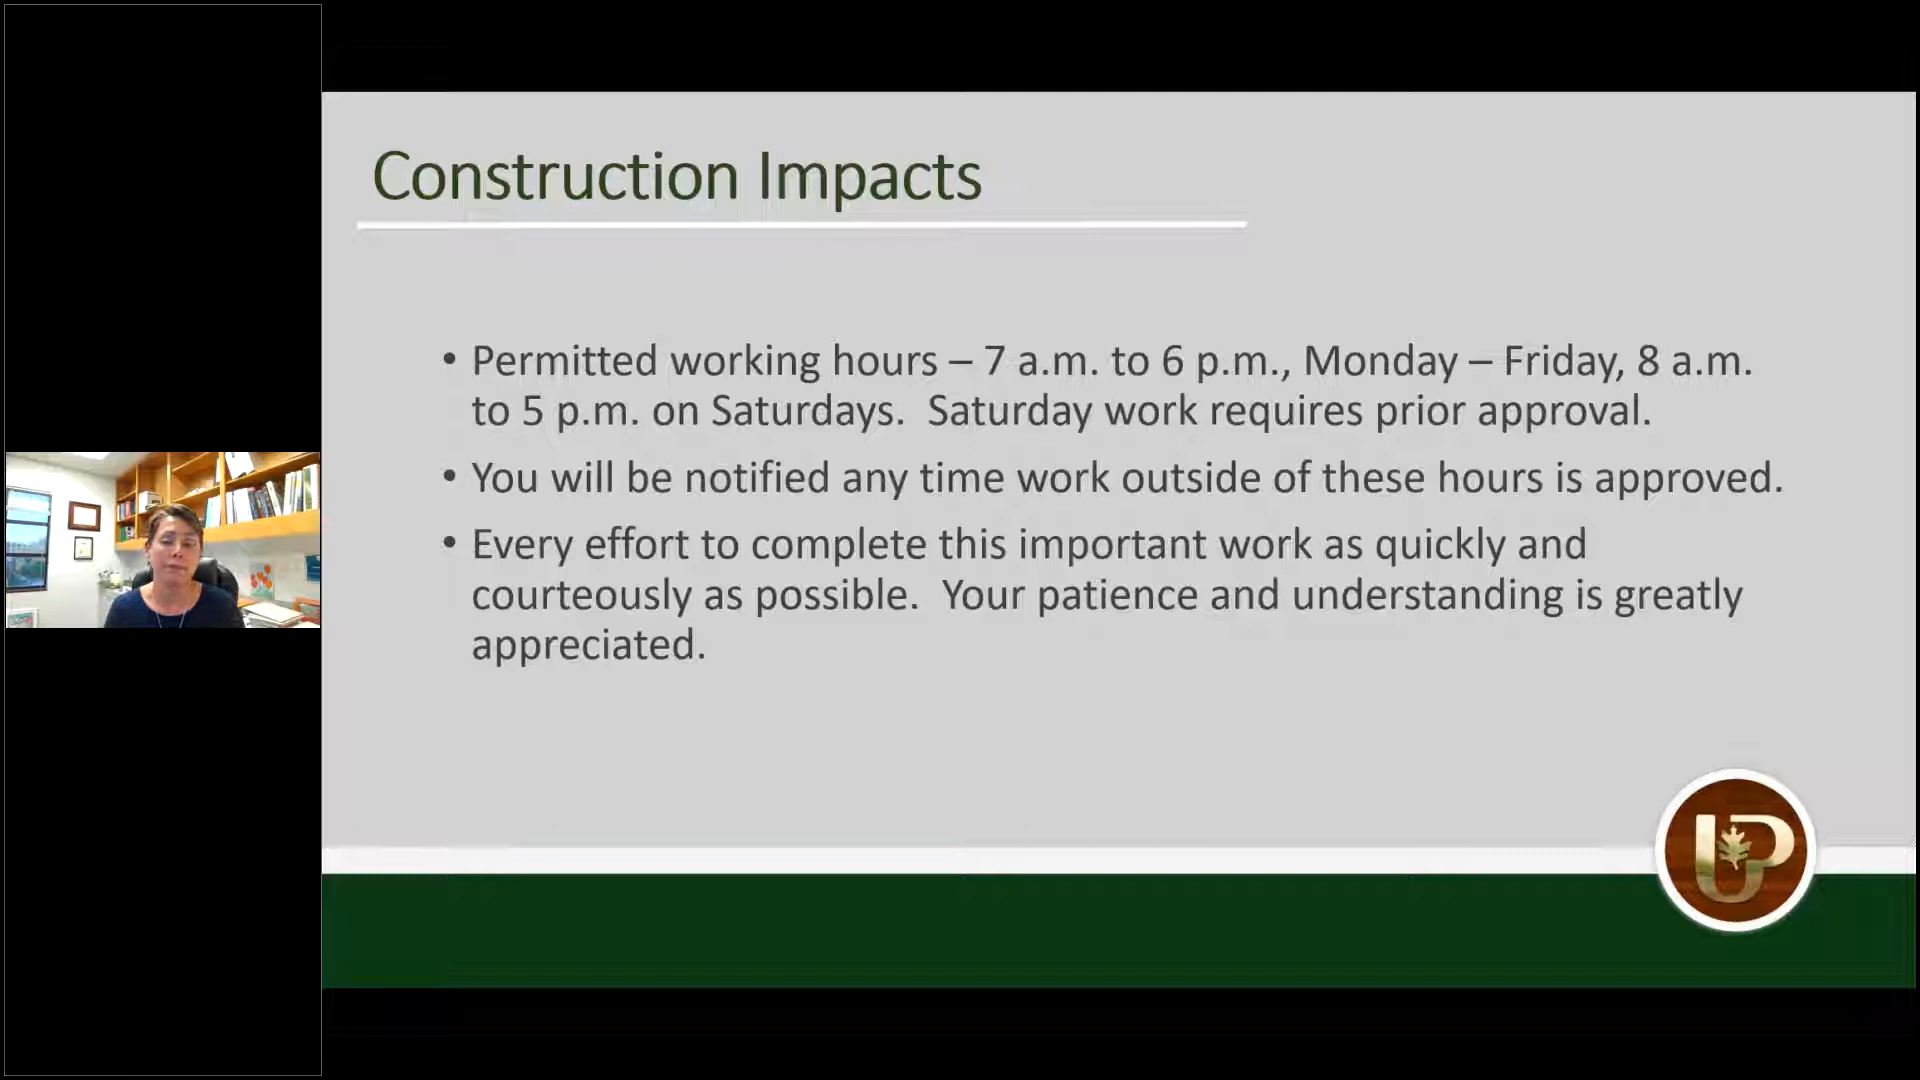 Construction Impacts
• Permitted working hours – 7 a.m. to 6 p.m., Monday – Friday, 8 a.m.
to 5 p.m. on Saturdays.  Saturday work requires prior approval.
• You will be notified any time work outside of these hours is approved.
• Every effort to complete this important work as quickly and
courteously as possible.  Your patience and understanding is greatly
appreciated.
UP